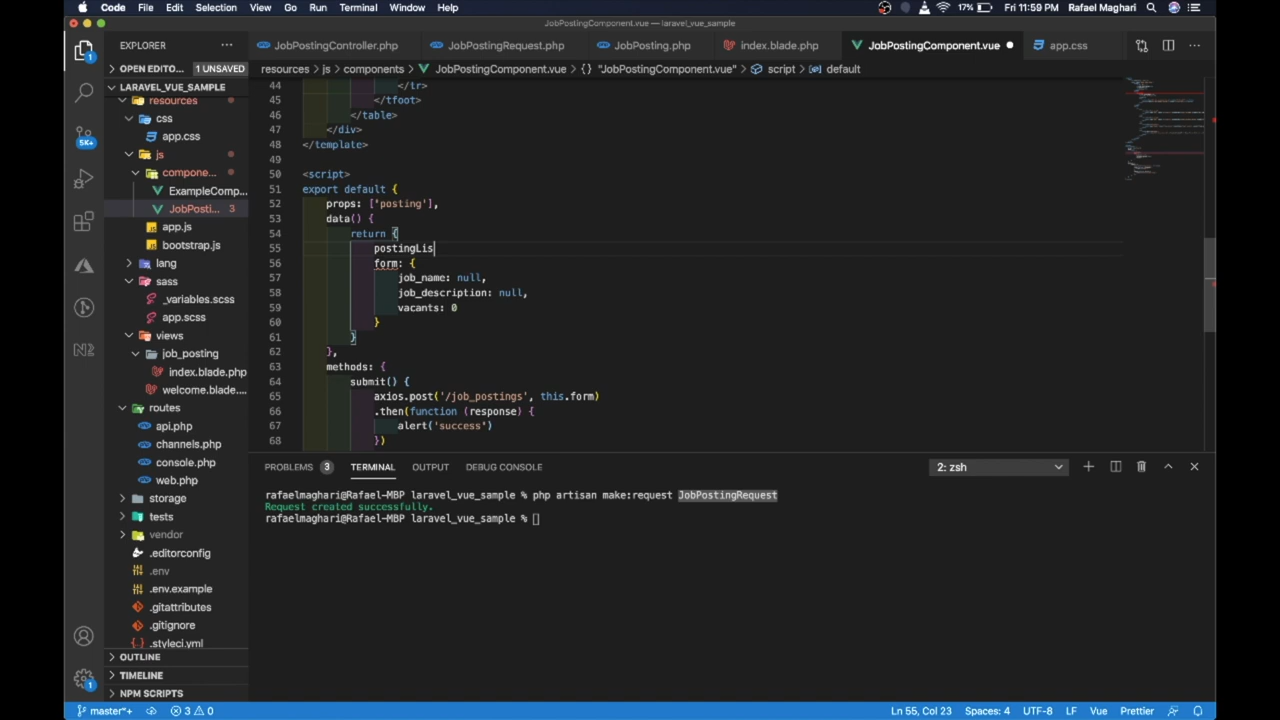 Code File Edit Selection View Go Run Terminal Window Help 17% Fri 11:59 PM Rafael Maghari
JobPostingComponent.vue — laravel_vue_sample
EXPLORER
JobPostingController.php JobPostingRequest.php JobPosting.php index.blade.php JobPostingComponent.vue app.css
OPEN EDITO... 1 UNSAVED
resources > js > components > JobPostingComponent.vue > {} "JobPostingComponent.vue" > script > default
LARAVEL_VUE_SAMPLE
resources
css
app.css
js
compone...
ExampleComp...
JobPosti... 3
app.js
bootstrap.js
lang
sass
_variables.scss
app.scss
views
job_posting
index.blade.php
welcome.blade....
routes
api.php
channels.php
console.php
web.php
storage
tests
vendor
.editorconfig
.env
.env.example
.gitattributes
.gitignore
.styleci.yml
OUTLINE
TIMELINE
NPM SCRIPTS
1
5K+
1
44 </tr>
45 </tfoot>
46 </table>
47 </div>
48 </template>
49
50 <script>
51 export default {
52 props: ['posting'],
53 data() {
54 return {
55 postingLis
56 form: {
57 job_name: null,
58 job_description: null,
59 vacants: 0
60 }
61 }
62 },
63 methods: {
64 submit() {
65 axios.post('/job_postings', this.form)
66 .then(function (response) {
67 alert('success')
68 })
PROBLEMS 3 TERMINAL OUTPUT DEBUG CONSOLE 2: zsh
rafaelmaghari@Rafael-MBP laravel_vue_sample % php artisan make:request JobPostingRequest
Request created successfully.
rafaelmaghari@Rafael-MBP laravel_vue_sample %
master*+ 3 0 Ln 55, Col 23 Spaces: 4 UTF-8 LF Vue Prettier